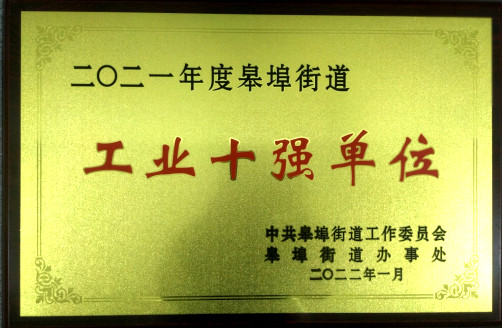 二〇二一年度皋埠街道
工业十强单位
中共皋埠街道工作委员会
皋埠街道办事处
二〇二二年一月